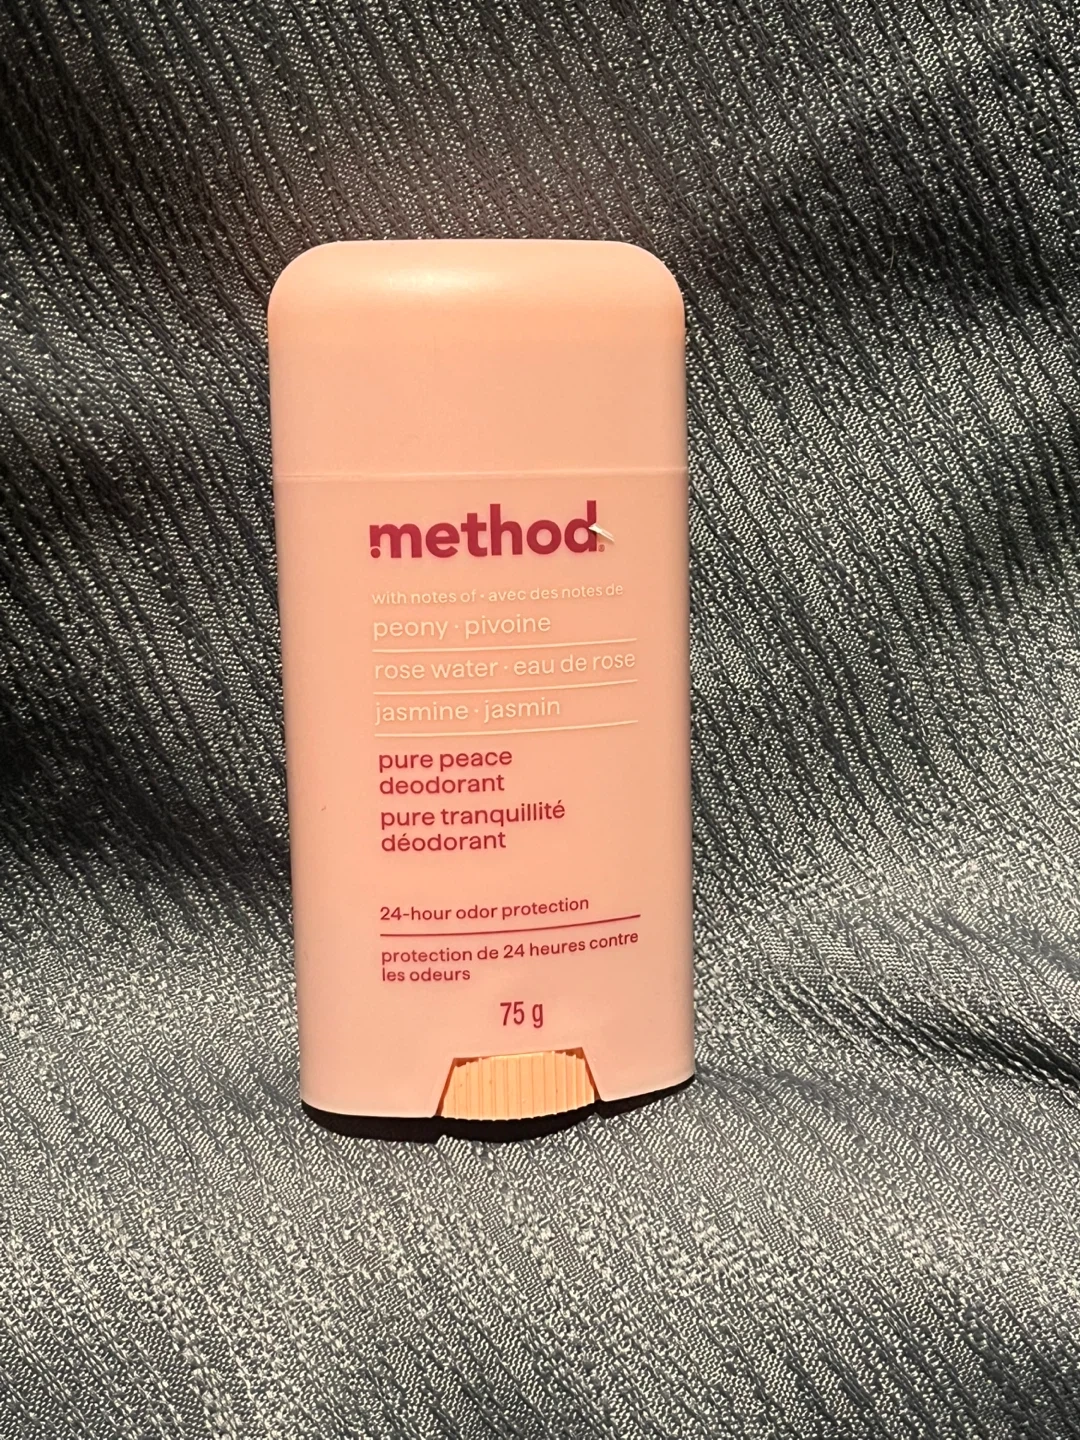 method®
with notes of · avec des notes de
peony · pivoine
rose water · eau de rose
jasmine · jasmin
pure peace
deodorant
pure tranquillité
déodorant
24-hour odor protection
protection de 24 heures contre
les odeurs
75 g